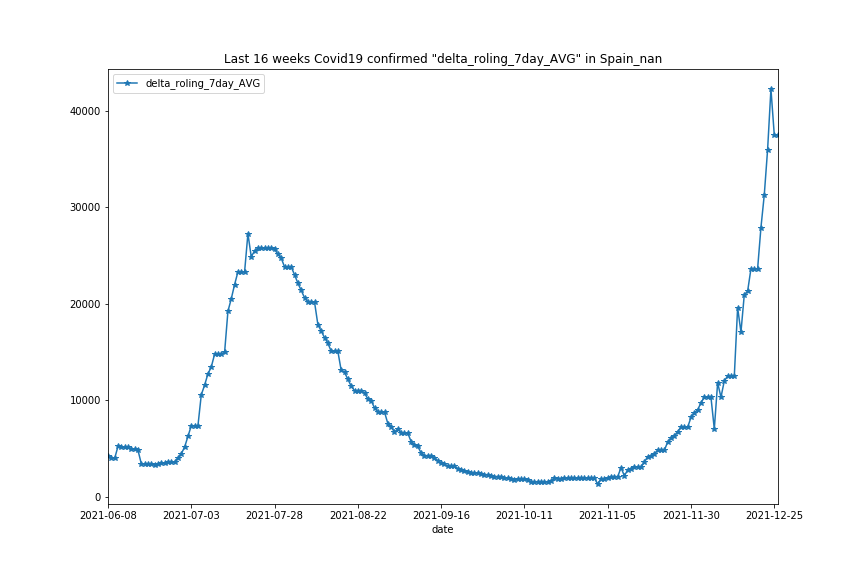 Last 16 weeks Covid19 confirmed "delta_roling_7day_AVG" in Spain_nan
delta_roling_7day_AVG
40000
30000
20000
10000
0
2021-06-08 2021-07-03 2021-07-28 2021-08-22 2021-09-16 2021-10-11 2021-11-05 2021-11-30 2021-12-25
date